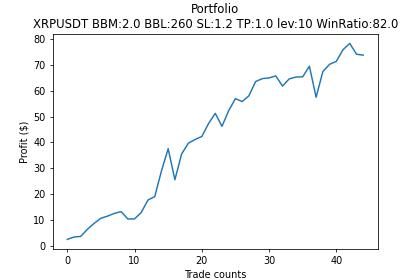 Portfolio
XRPUSDT BBM:2.0 BBL:260 SL:1.2 TP:1.0 lev:10 WinRatio:82.0
80
70
60
50
40
30
20
10
0
Profit ($)
0 10 20 30 40
Trade counts